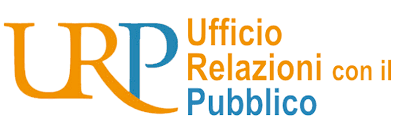 URP
Ufficio
Relazioni con il
Pubblico